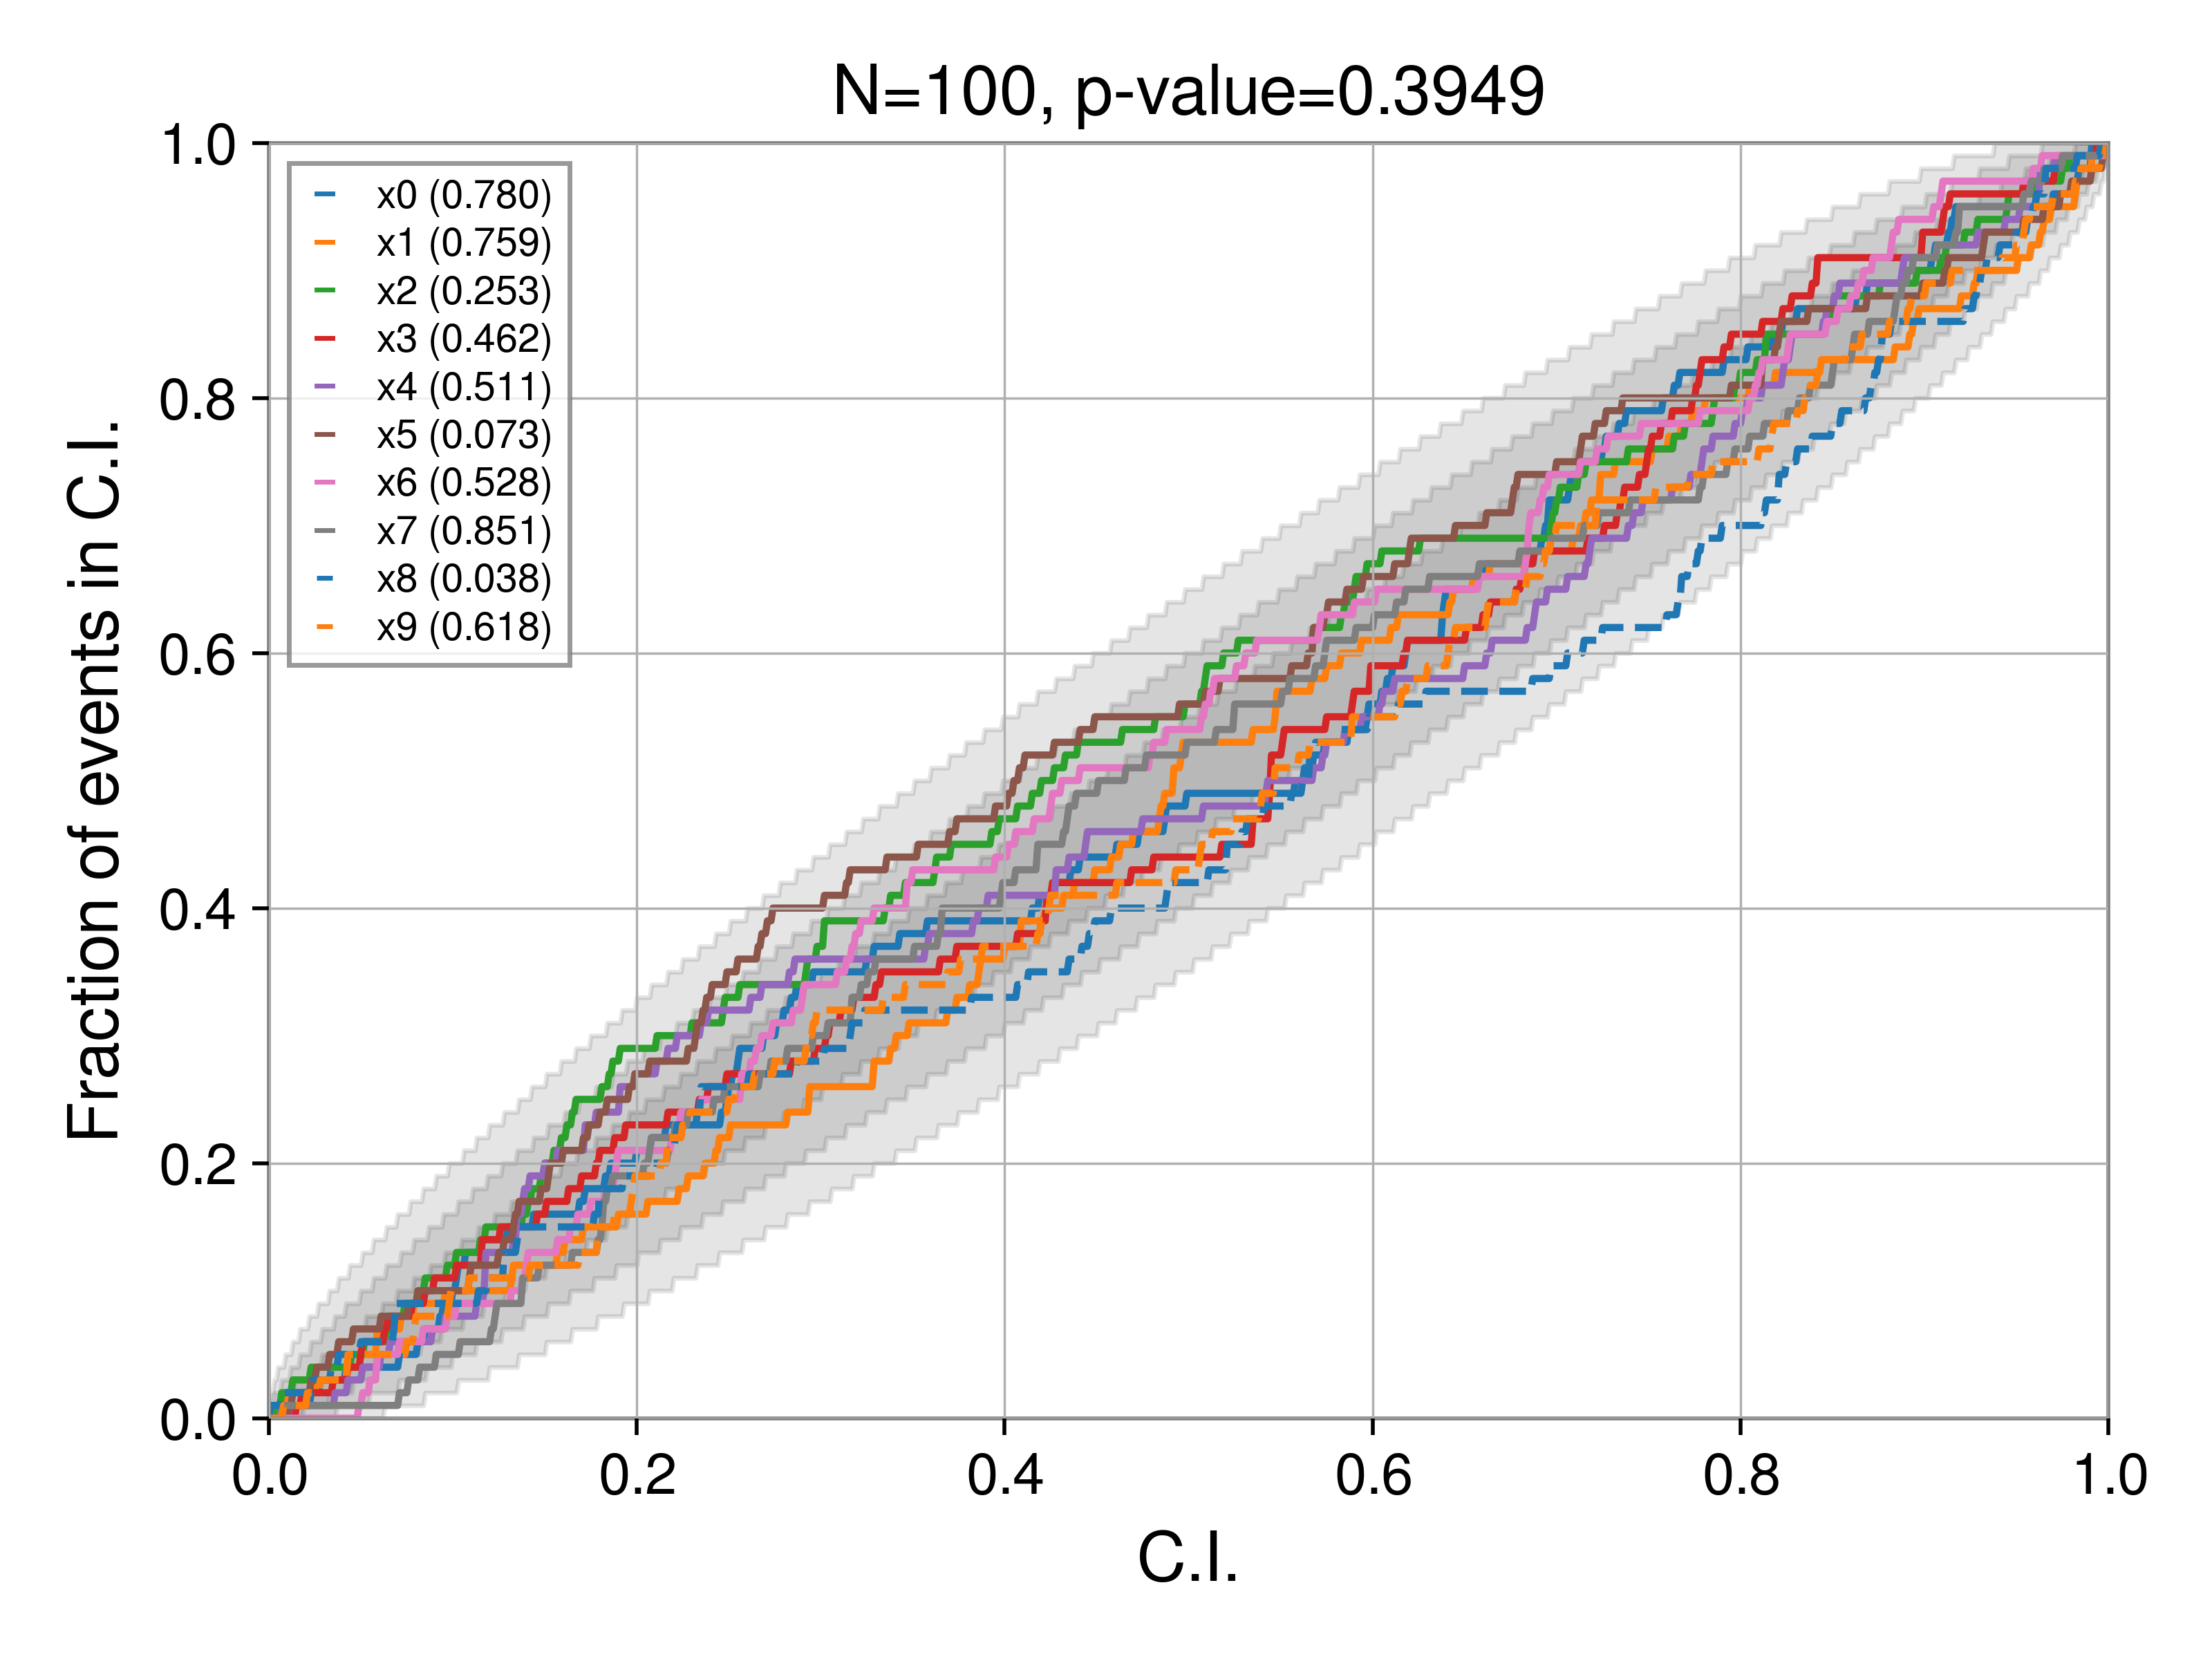 N=100, p-value=0.3949
1.0
0.8
0.6
0.4
0.2
0.0
Fraction of events in C.I.
x0 (0.780)
x1 (0.759)
x2 (0.253)
x3 (0.462)
x4 (0.511)
x5 (0.073)
x6 (0.528)
x7 (0.851)
x8 (0.038)
x9 (0.618)
0.0 0.2 0.4 0.6 0.8 1.0
C.I.